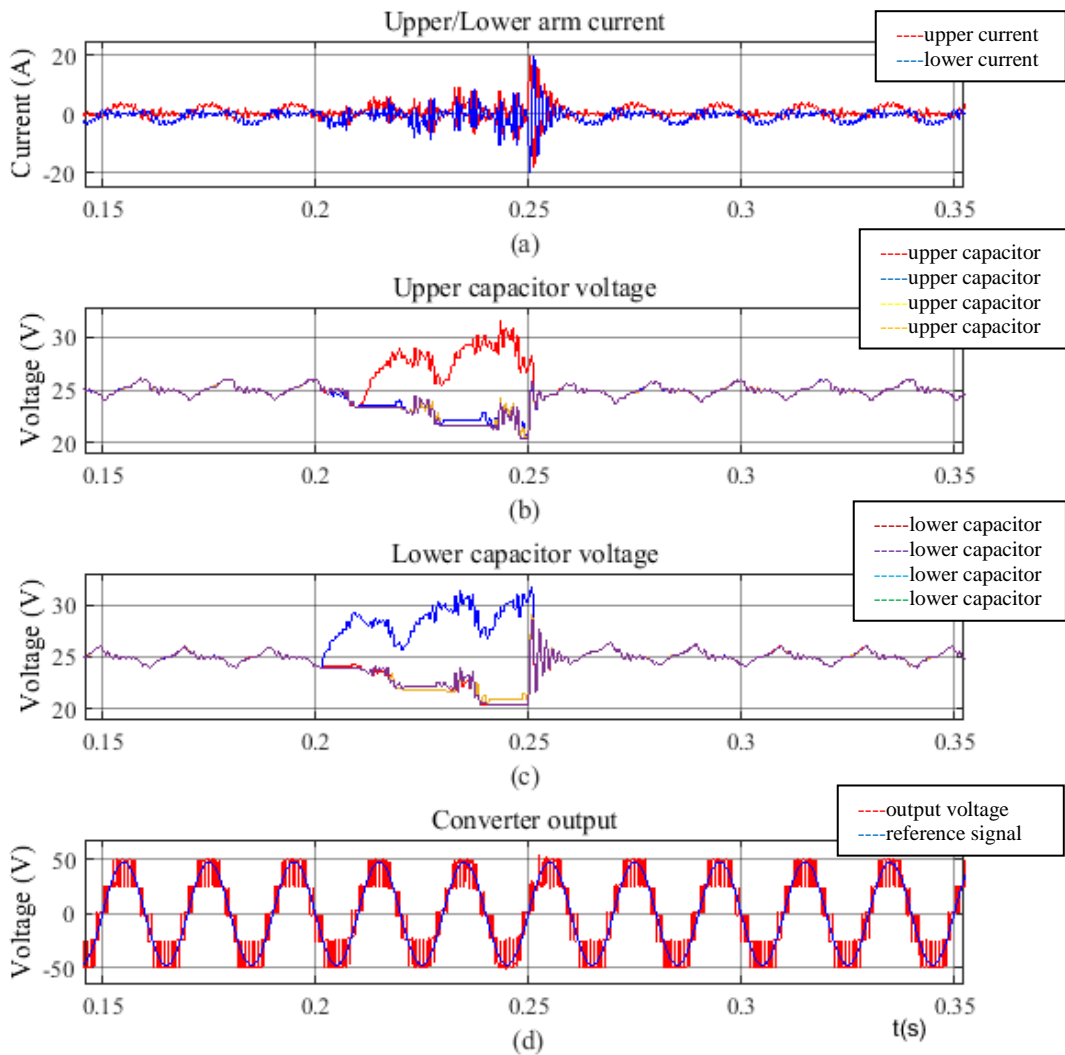 Upper/Lower arm current
upper current
lower current
Current (A)
20
0
-20
0.15
0.2
0.25
0.3
0.35
(a)
upper capacitor
upper capacitor
upper capacitor
upper capacitor
Upper capacitor voltage
Voltage (V)
30
25
20
0.15
0.2
0.25
0.3
0.35
(b)
lower capacitor
lower capacitor
lower capacitor
lower capacitor
Lower capacitor voltage
Voltage (V)
30
25
20
0.15
0.2
0.25
0.3
0.35
(c)
output voltage
reference signal
Converter output
Voltage (V)
50
0
-50
0.15
0.2
0.25
0.3
0.35
t(s)
(d)